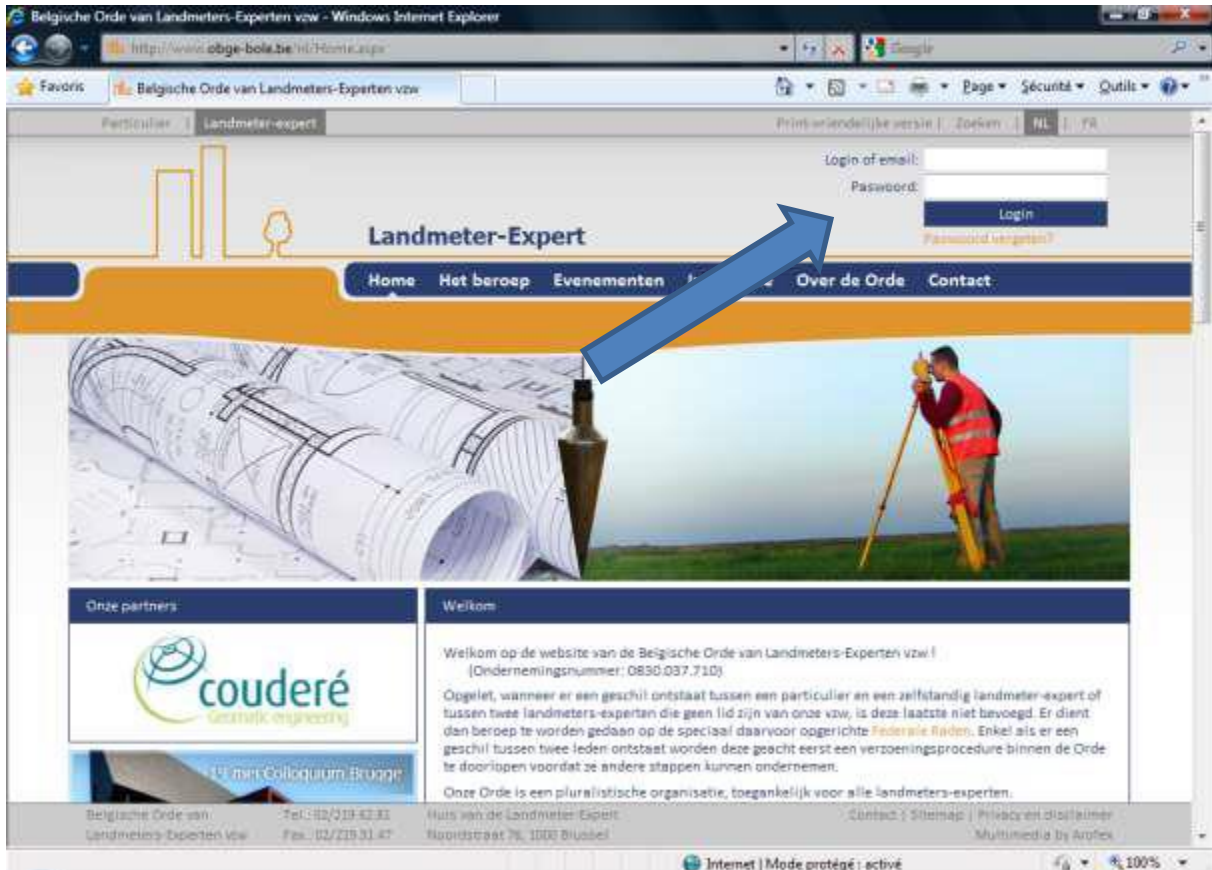 Belgische Orde van Landmeters-Experten vzw - Windows Internet Explorer
http://www.obge-bole.be/nl/Home.aspx
Google
Favoris
Belgische Orde van Landmeters-Experten vzw
Page
Sécurité
Outils
Particulier | Landmeter-expert
Printvriendelijke versie | Zoeken | NL | FR
Login of email:
Paswoord:
Login
Paswoord vergeten?
Landmeter-Expert
Home Het beroep Evenementen Over de Orde Contact
Onze partners
Welkom
couderé
Geomatic engineering
Welkom op de website van de Belgische Orde van Landmeters-Experten vzw !
(Ondernemingsnummer: 0830.037.710)
Opgelet, wanneer er een geschil ontstaat tussen een particulier en een zelfstandig landmeter-expert of
tussen twee landmeters-experten die geen lid zijn van onze vzw, is deze laatste niet bevoegd. Er dient
dan beroep te worden gedaan op de speciaal daarvoor opgerichte Federale Raden. Enkel als er een
geschil tussen twee leden ontstaat worden deze geacht eerst een verzoeningsprocedure binnen de Orde
te doorlopen voordat ze andere stappen kunnen ondernemen.
Onze Orde is een pluralistische organisatie, toegankelijk voor alle landmeters-experten.
19 mei Colloquium Brugge
Belgische Orde van
Landmeters-Experten vzw
Tel.: 02/219.62.81
Fax.: 02/219.31.47
Huis van de Landmeter-Expert
Noordstraat 76, 1000 Brussel
Contact | Sitemap | Privacy en disclaimer
Multimedia by Arofex
Internet | Mode protégé : activé
100%